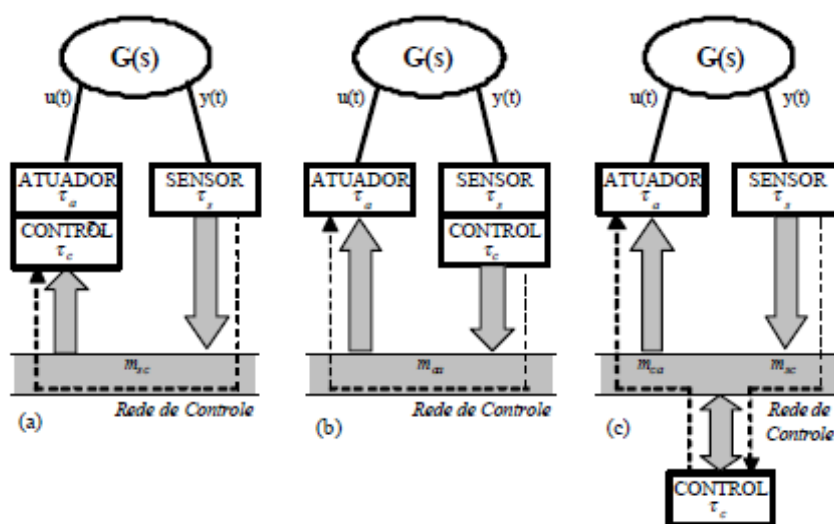 G(s)
u(t)
y(t)
ATUADOR
τa
SENSOR
τs
CONTROL
τc
msc
Rede de Controle
(a)
G(s)
u(t)
y(t)
ATUADOR
τa
SENSOR
τs
CONTROL
τc
Rede de Controle
(b)
G(s)
u(t)
y(t)
ATUADOR
τa
SENSOR
τs
mca
msc
Rede de
Controle
(c)
CONTROL
τc